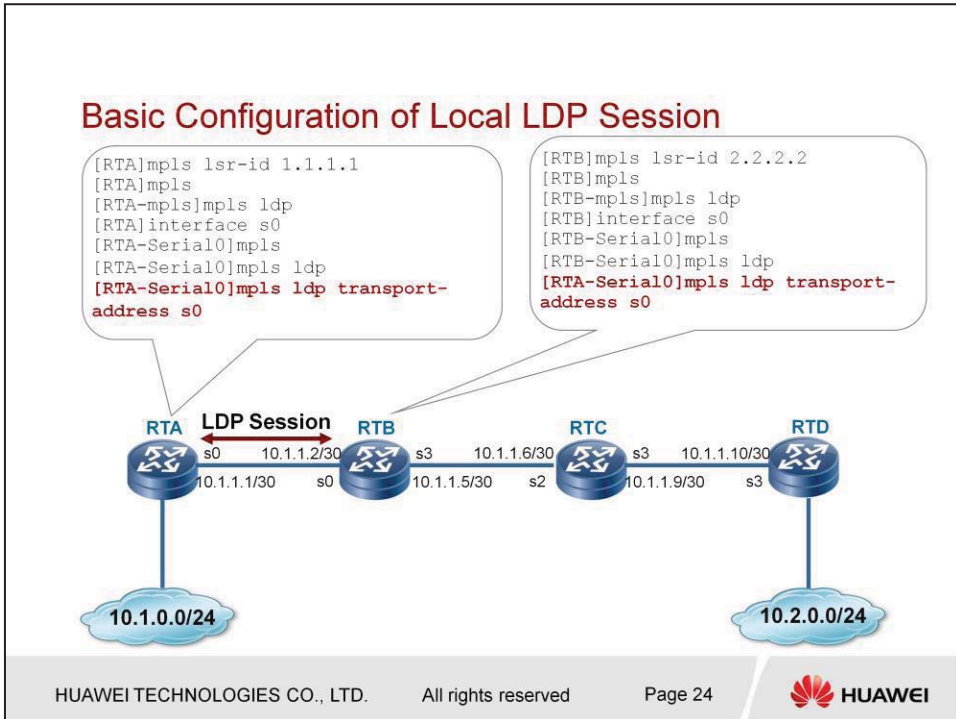 Basic Configuration of Local LDP Session
[RTA]mpls lsr-id 1.1.1.1
[RTA]mpls
[RTA-mpls]mpls ldp
[RTA]interface s0
[RTA-Serial0]mpls
[RTA-Serial0]mpls ldp
[RTA-Serial0]mpls ldp transport-
address s0
[RTB]mpls lsr-id 2.2.2.2
[RTB]mpls
[RTB-mpls]mpls ldp
[RTB]interface s0
[RTB-Serial0]mpls
[RTB-Serial0]mpls ldp
[RTA-Serial0]mpls ldp transport-
address s0
RTA LDP Session RTB RTC RTD
s0 10.1.1.2/30 s3 10.1.1.6/30 s3 10.1.1.10/30
10.1.1.1/30 s0 10.1.1.5/30 s2 10.1.1.9/30 s3
10.1.0.0/24 10.2.0.0/24
HUAWEI TECHNOLOGIES CO., LTD. All rights reserved Page 24 HUAWEI